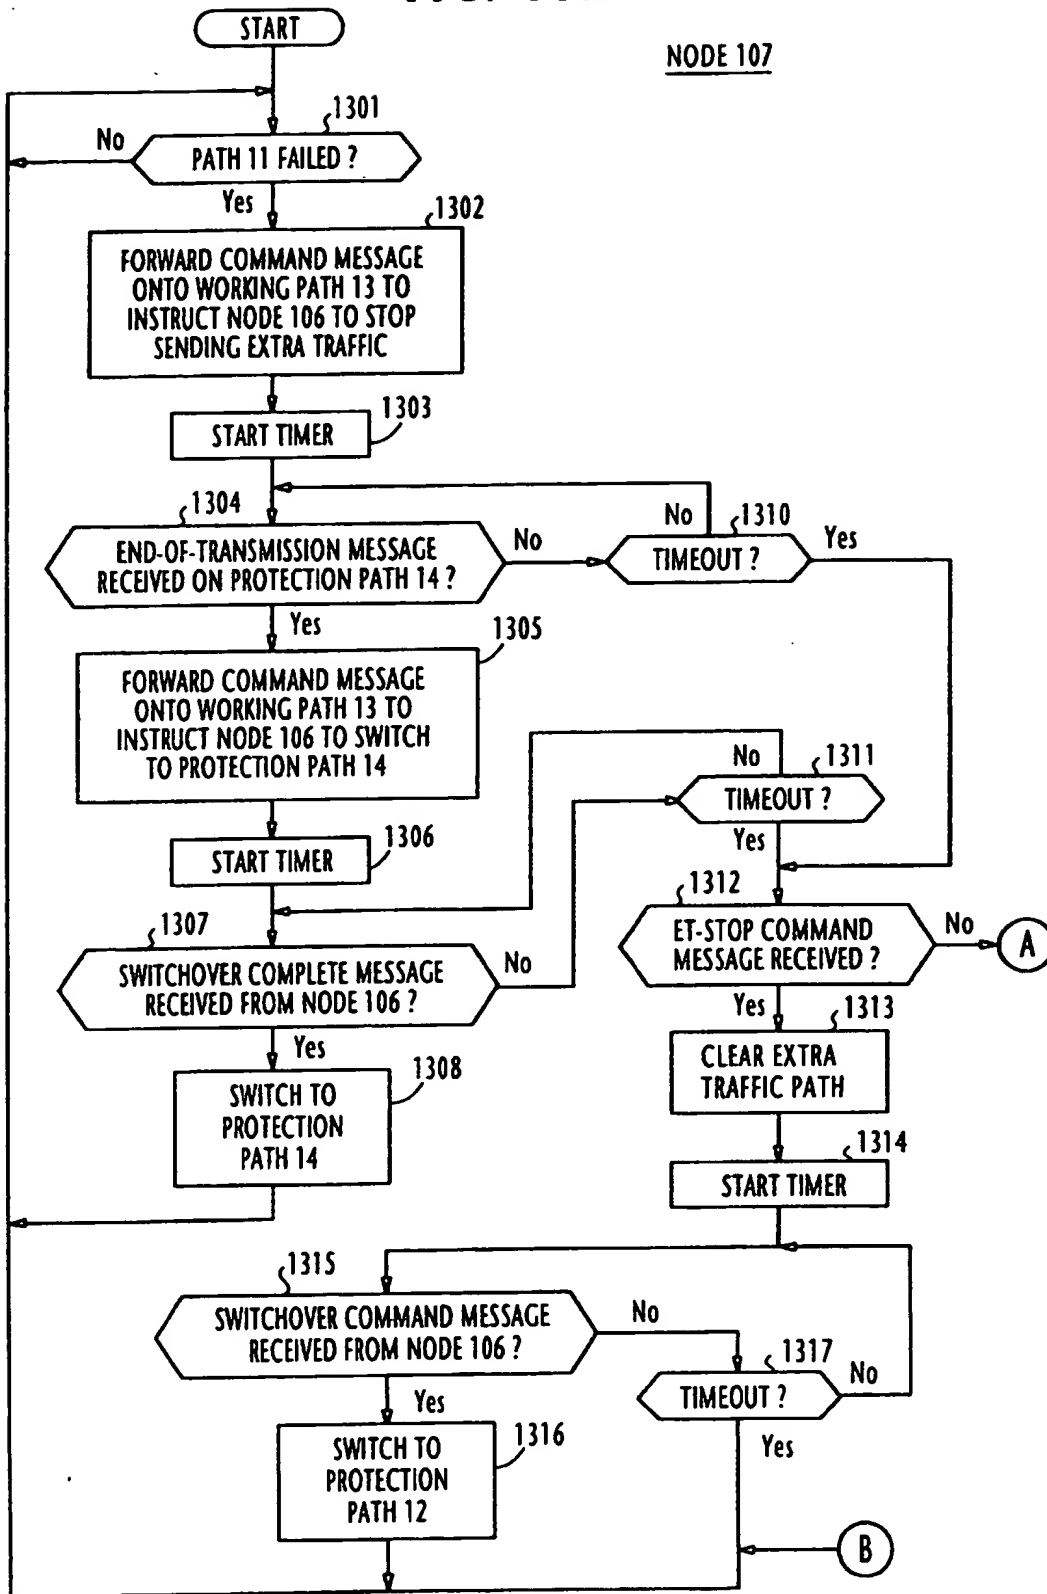 START
NODE 107
1301
No
PATH 11 FAILED ?
Yes
1302
FORWARD COMMAND MESSAGE
ONTO WORKING PATH 13 TO
INSTRUCT NODE 106 TO STOP
SENDING EXTRA TRAFFIC
1303
START TIMER
1304
END-OF-TRANSMISSION MESSAGE
RECEIVED ON PROTECTION PATH 14 ?
No
No
1310
TIMEOUT ?
Yes
Yes
1305
FORWARD COMMAND MESSAGE
ONTO WORKING PATH 13 TO
INSTRUCT NODE 106 TO SWITCH
TO PROTECTION PATH 14
No
1311
TIMEOUT ?
Yes
1306
START TIMER
1307
SWITCHOVER COMPLETE MESSAGE
RECEIVED FROM NODE 106 ?
No
1312
ET-STOP COMMAND
MESSAGE RECEIVED ?
No
A
Yes
1313
CLEAR EXTRA
TRAFFIC PATH
Yes
1308
SWITCH TO
PROTECTION
PATH 14
1314
START TIMER
1315
SWITCHOVER COMMAND MESSAGE
RECEIVED FROM NODE 106 ?
No
1317
TIMEOUT ?
No
Yes
Yes
1316
SWITCH TO
PROTECTION
PATH 12
B